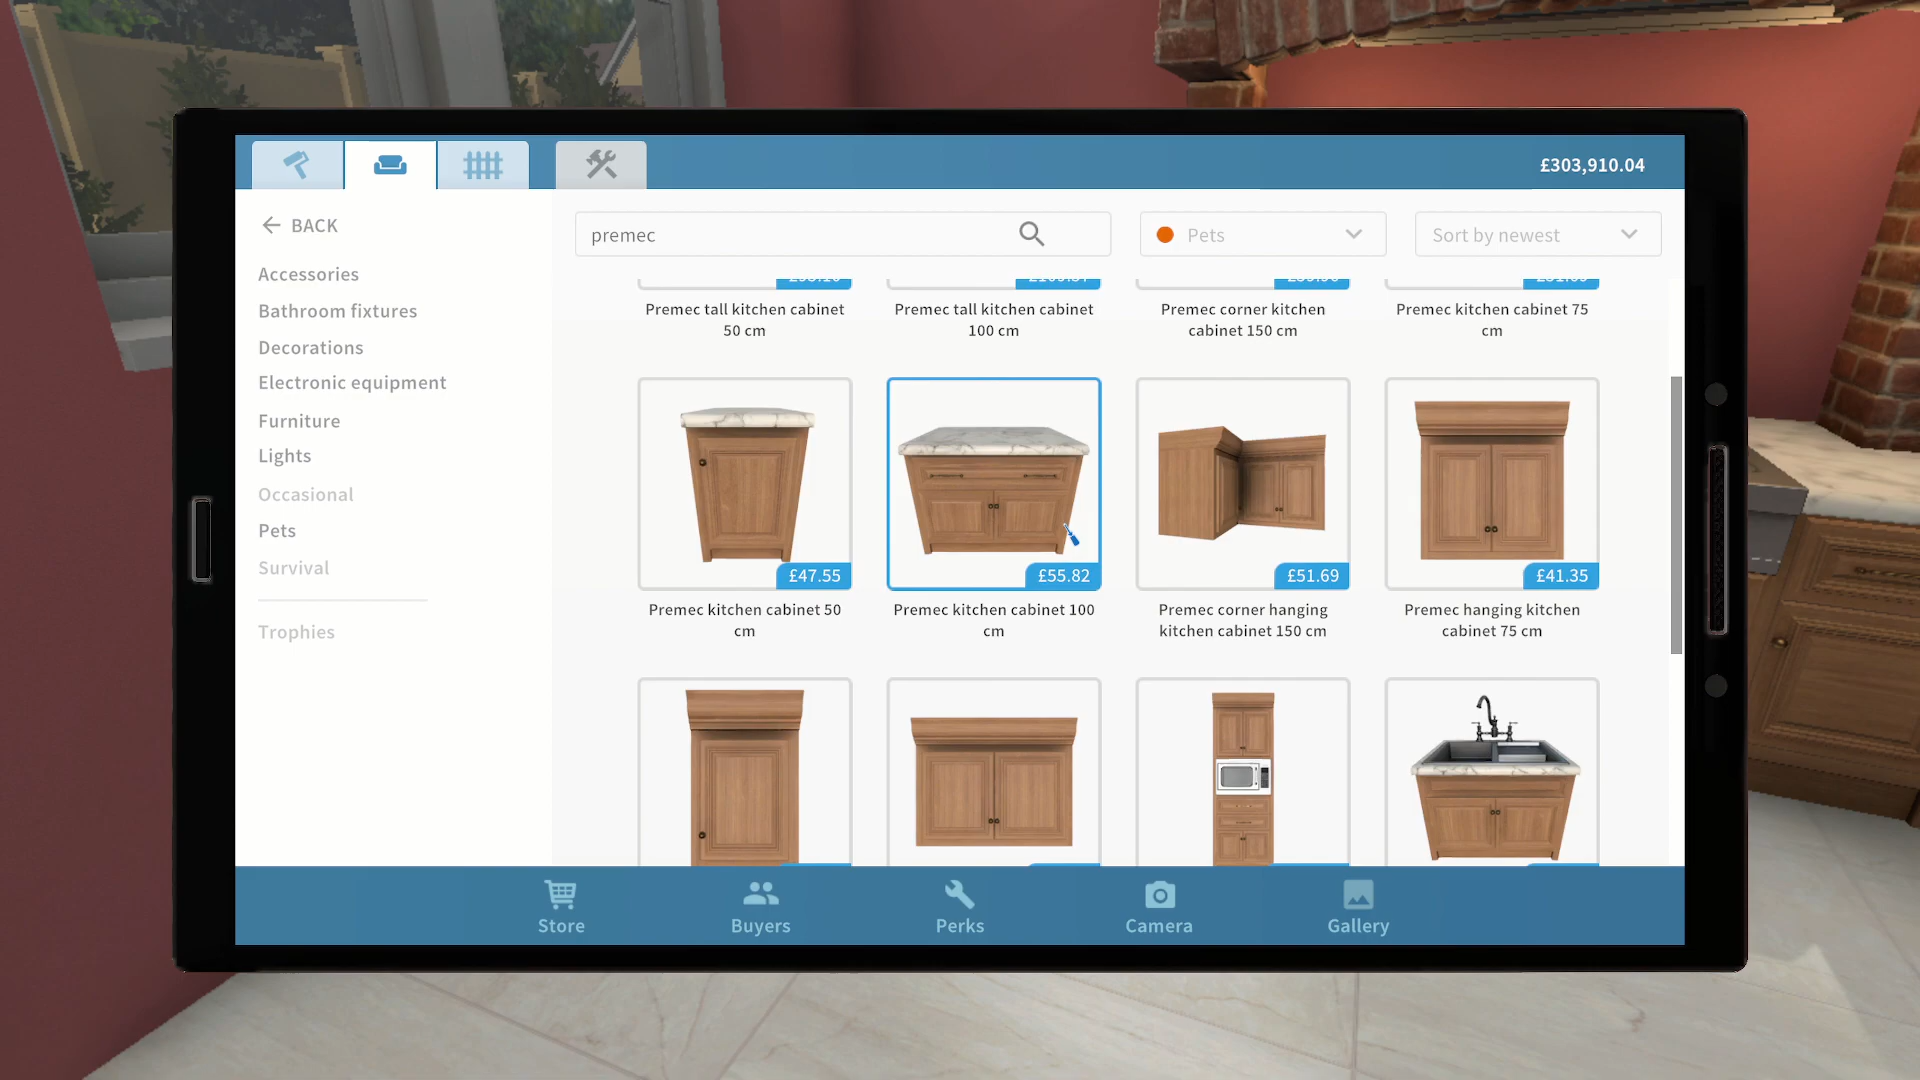 £303,910.04
BACK
premec
Pets
Sort by newest
Accessories
Bathroom fixtures
Decorations
Electronic equipment
Furniture
Lights
Occasional
Pets
Survival
Trophies
Premec tall kitchen cabinet
50 cm
Premec tall kitchen cabinet
100 cm
Premec corner kitchen
cabinet 150 cm
Premec kitchen cabinet 75
cm
£47.55
£55.82
£51.69
£41.35
Premec kitchen cabinet 50
cm
Premec kitchen cabinet 100
cm
Premec corner hanging
kitchen cabinet 150 cm
Premec hanging kitchen
cabinet 75 cm
Store
Buyers
Perks
Camera
Gallery